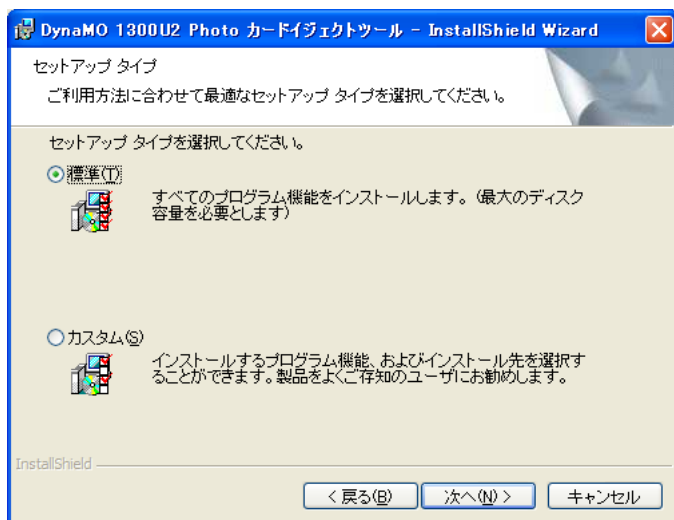 DynaMO 1300U2 Photo カードイジェクトツール - InstallShield Wizard
セットアップ タイプ
ご利用方法に合わせて最適なセットアップ タイプを選択してください。
セットアップ タイプを選択してください。
標準(T)
すべてのプログラム機能をインストールします。(最大のディスク
容量を必要とします)
カスタム(S)
インストールするプログラム機能、およびインストール先を選択す
ることができます。製品をよくご存知のユーザにお勧めします。
InstallShield
< 戻る(B)
次へ(N) >
キャンセル